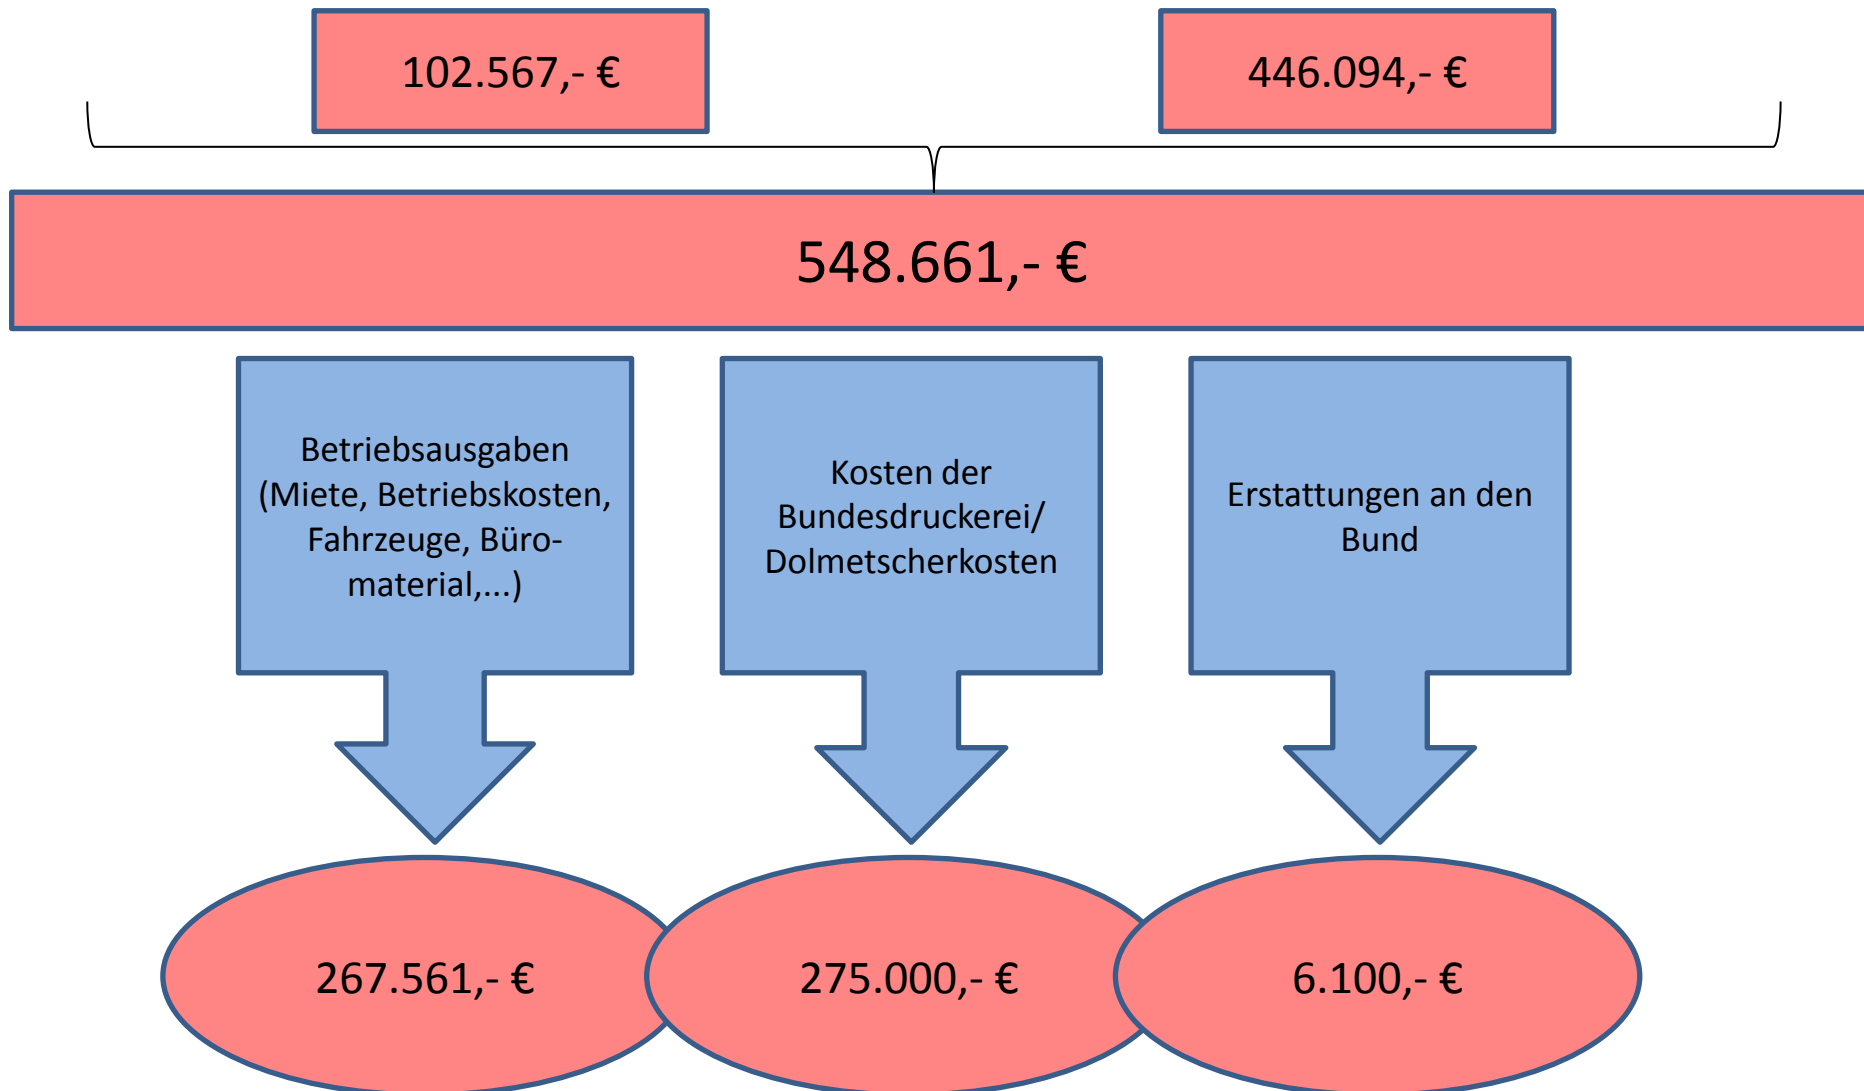 102.567,- €
446.094,- €
548.661,- €
Betriebsausgaben
(Miete, Betriebskosten,
Fahrzeuge, Büro-
material,...)
Kosten der
Bundesdruckerei/
Dolmetscherkosten
Erstattungen an den
Bund
267.561,- €
275.000,- €
6.100,- €